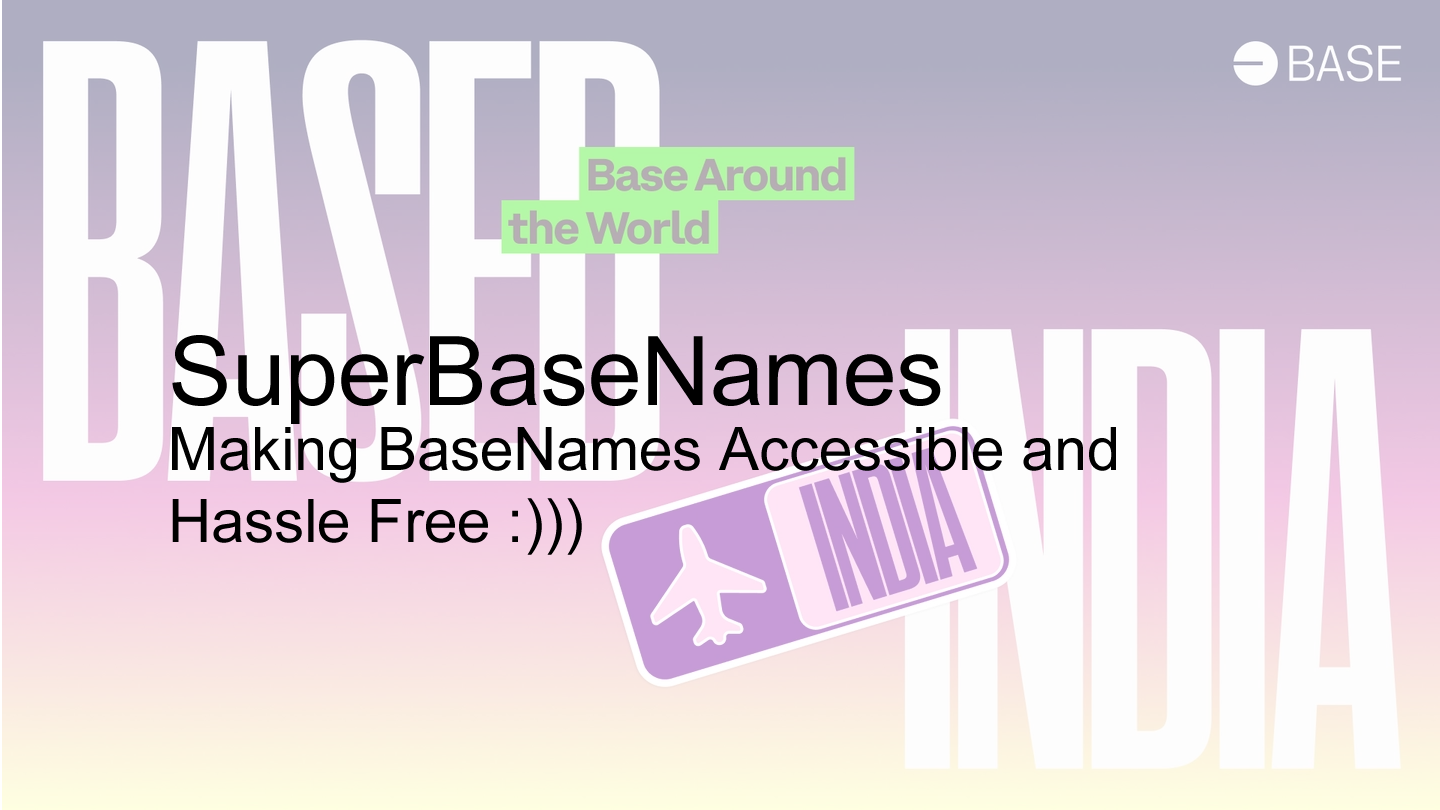 BASED
BASE
Base Around
the World
SuperBaseNames
Making BaseNames Accessible and
Hassle Free :)))
INDIA
INDIA